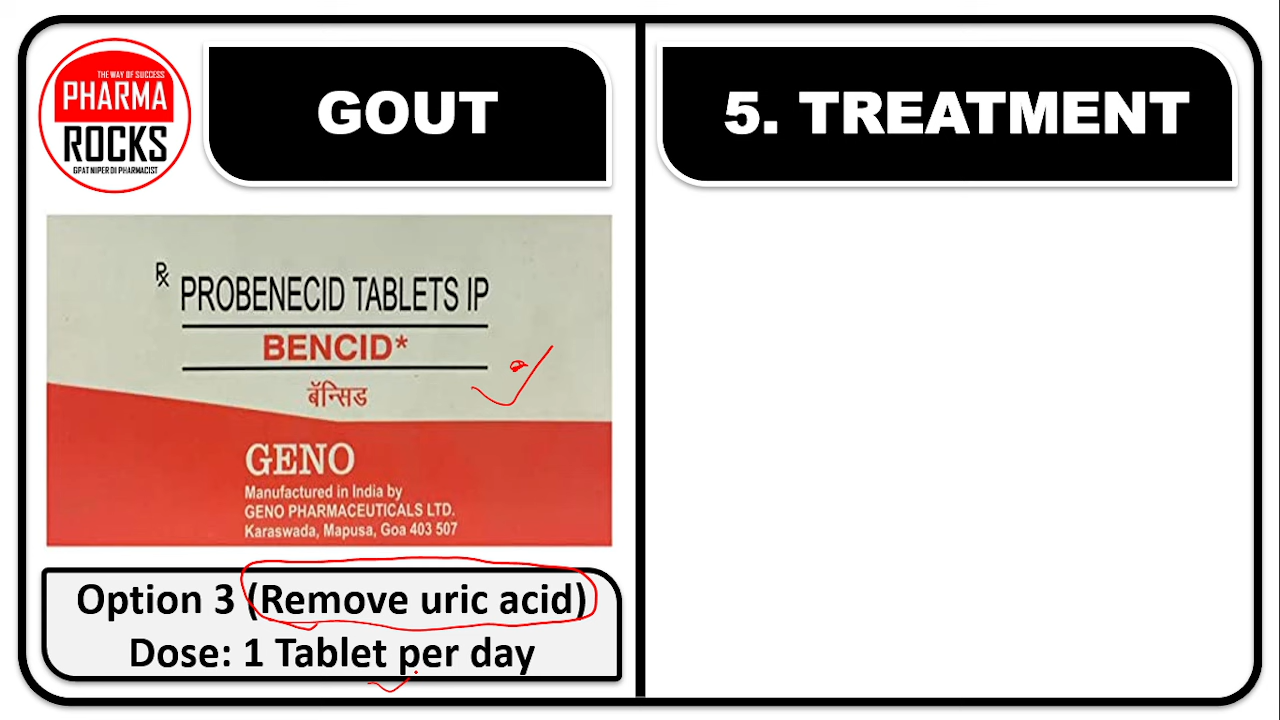 THE WAY OF SUCCESS
PHARMA
ROCKS
GPAT NIPER DI PHARMACIST
GOUT
5. TREATMENT
Rx PROBENECID TABLETS IP
BENCID*
बॅन्सिड
GENO
Manufactured in India by
GENO PHARMACEUTICALS LTD.
Karaswada, Mapusa, Goa 403 507
Option 3 (Remove uric acid)
Dose: 1 Tablet per day